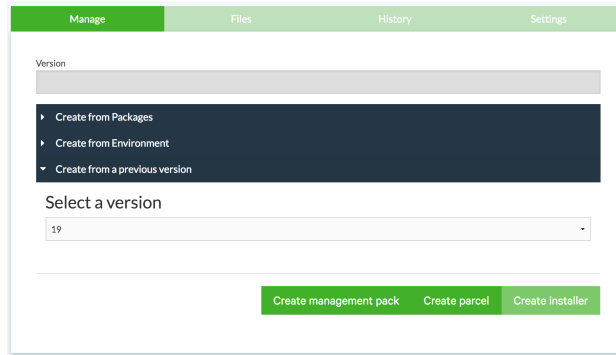 Manage Files History Settings
Version
Create from Packages
Create from Environment
Create from a previous version
Select a version
19
Create management pack Create parcel Create installer